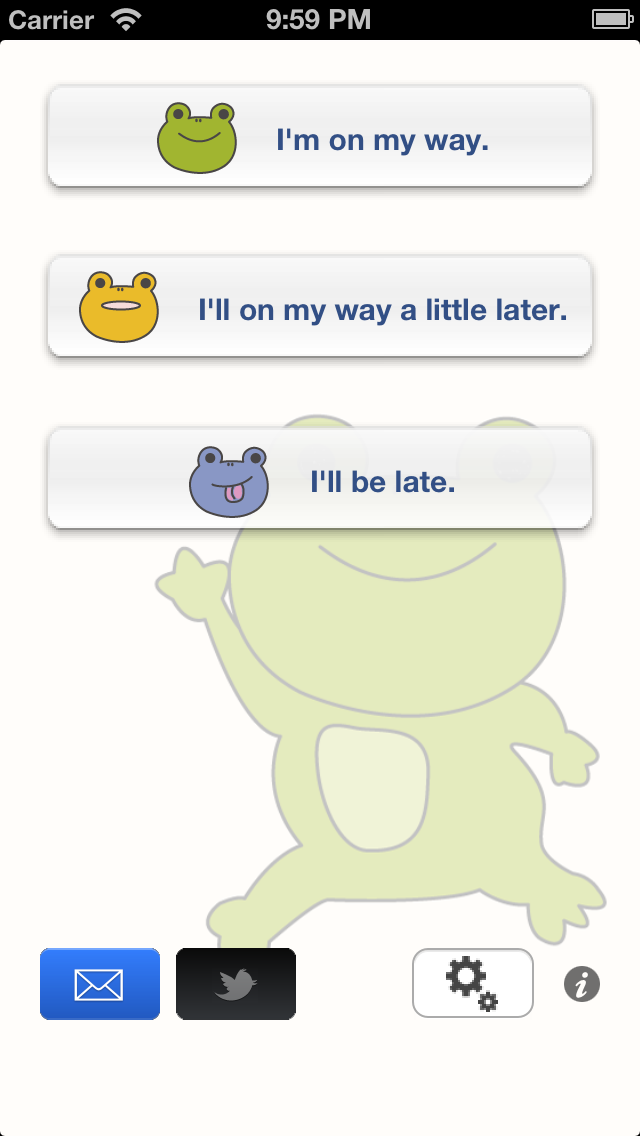 Carrier 9:59 PM
I'm on my way.
I'll on my way a little later.
I'll be late.
i